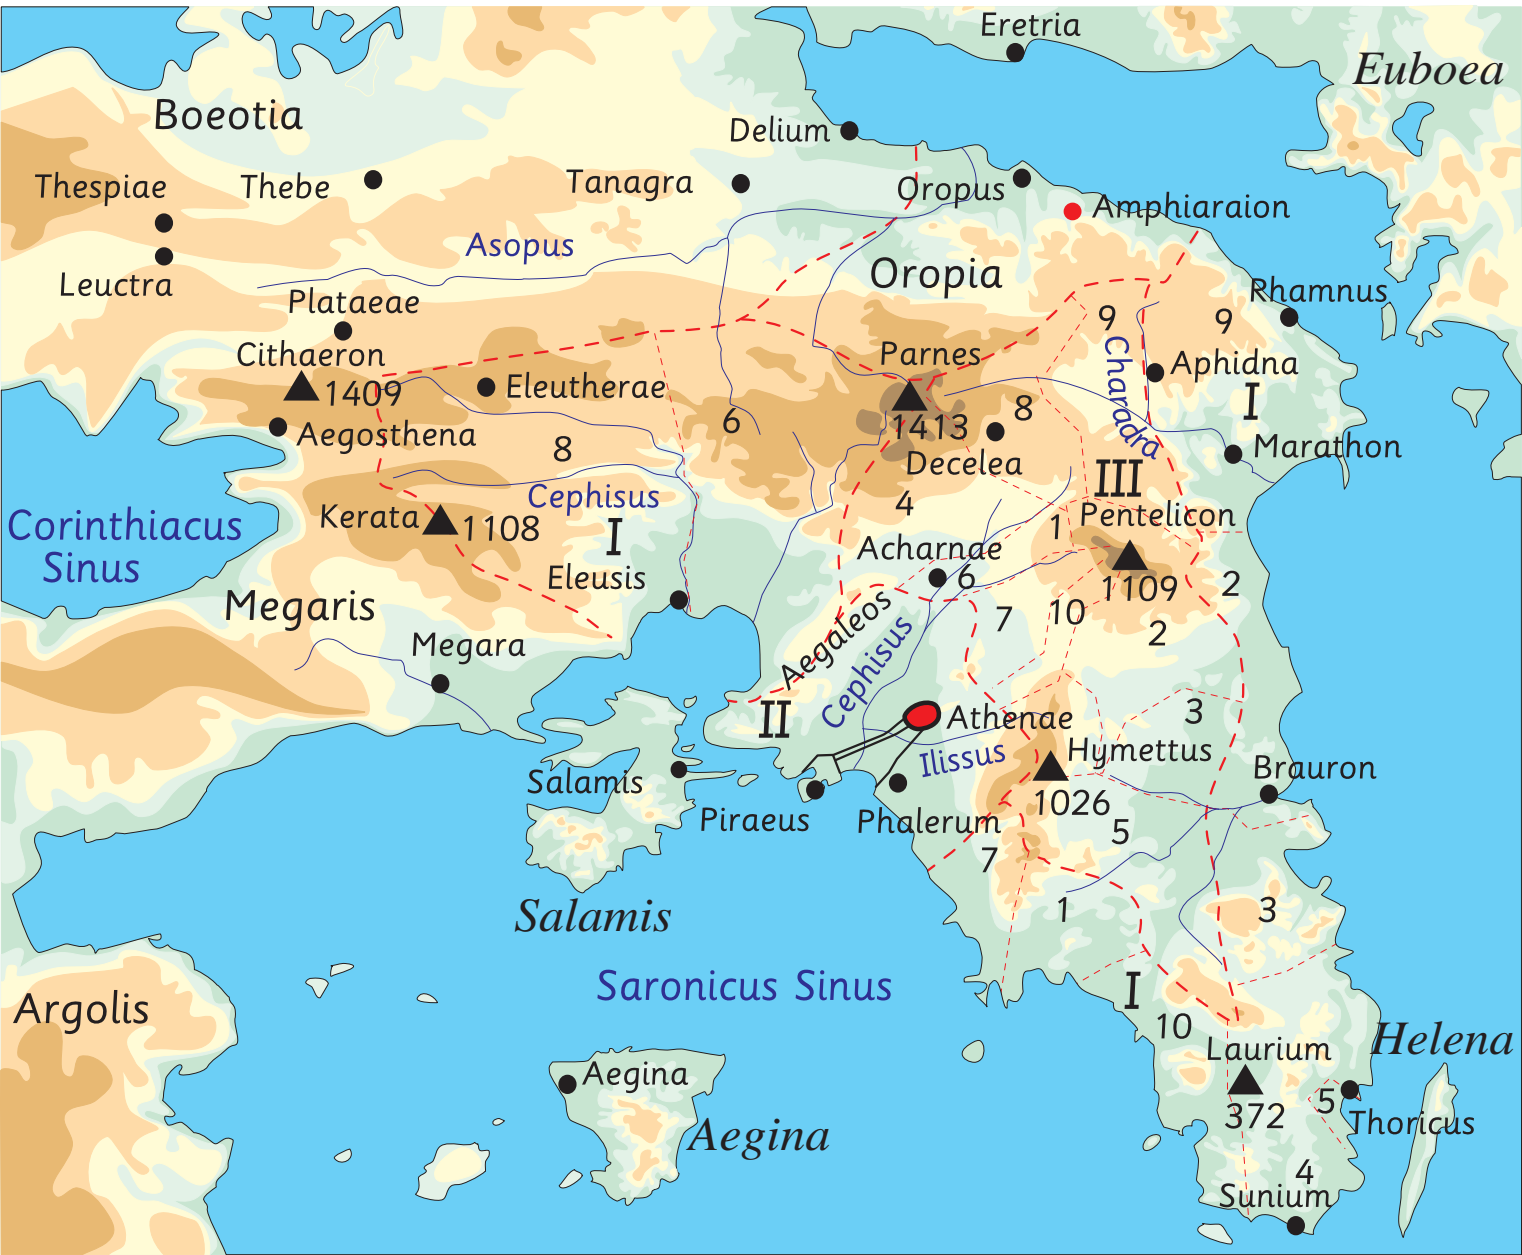 Eretria
Euboea
Boeotia
Delium
Thespiae
Thebe
Tanagra
Oropus
Amphiaraion
Asopus
Leuctra
Oropia
Plataeae
Rhamnus
9
9
Cithaeron
Parnes
Charadra
Aphidna
1409
Eleutherae
I
6
1413
8
Aegosthena
8
Decelea
Marathon
III
Cephisus
4
Corinthiacus
Sinus
Kerata
1108
I
1
Pentelicon
Acharnae
Eleusis
6
1109
2
Megaris
7
10
2
Megara
Aegaleos
Cephisus
II
Athenae
3
Ilissus
Hymettus
Salamis
Brauron
1026
Piraeus
Phalerum
5
7
Salamis
1
3
Saronicus Sinus
I
Argolis
10
Helena
Laurium
Aegina
372
5
Thoricus
Aegina
4
Sunium